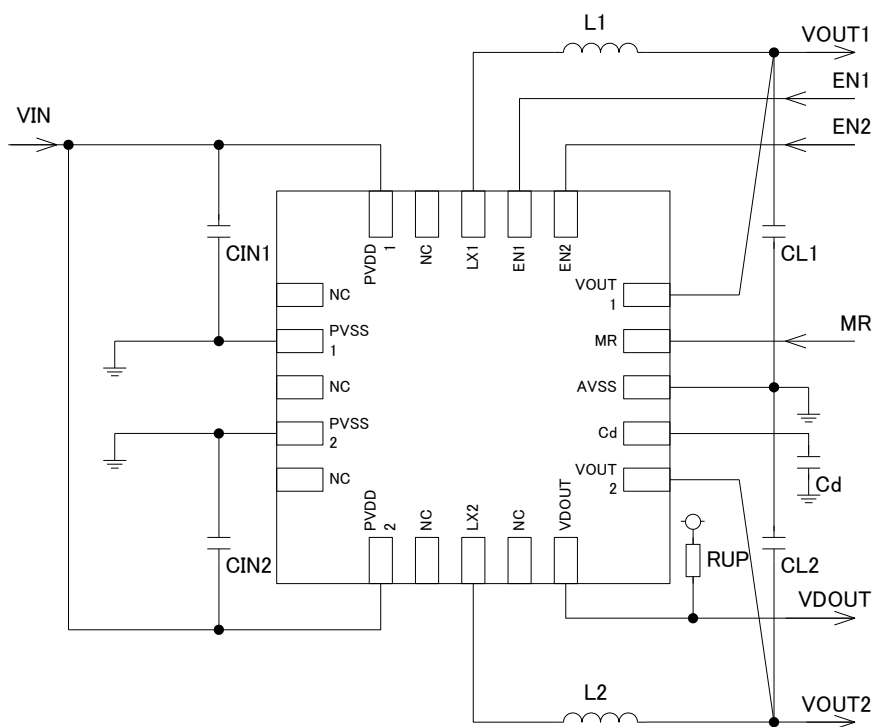 L1
VOUT1
EN1
EN2
VIN
PVDD
1
NC
LX1
EN1
EN2
CIN1
CL1
NC
VOUT
1
PVSS
1
MR
MR
NC
AVSS
PVSS
2
Cd
Cd
NC
VOUT
2
PVDD
2
NC
LX2
NC
VDOUT
CIN2
RUP
CL2
VDOUT
L2
VOUT2